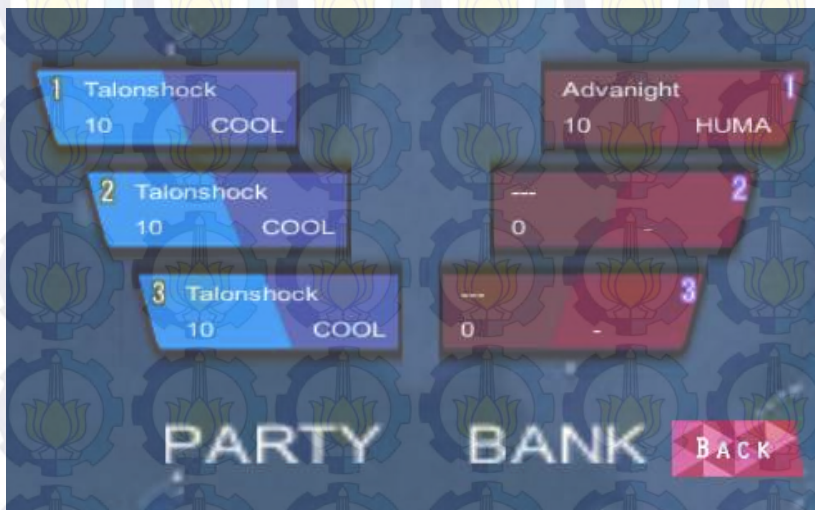 1 Talonshock
10 COOL
2 Talonshock
10 COOL
3 Talonshock
10 COOL
Advanight 1
10 HUMA
--- 2
0 -
--- 3
0 -
PARTY BANK BACK